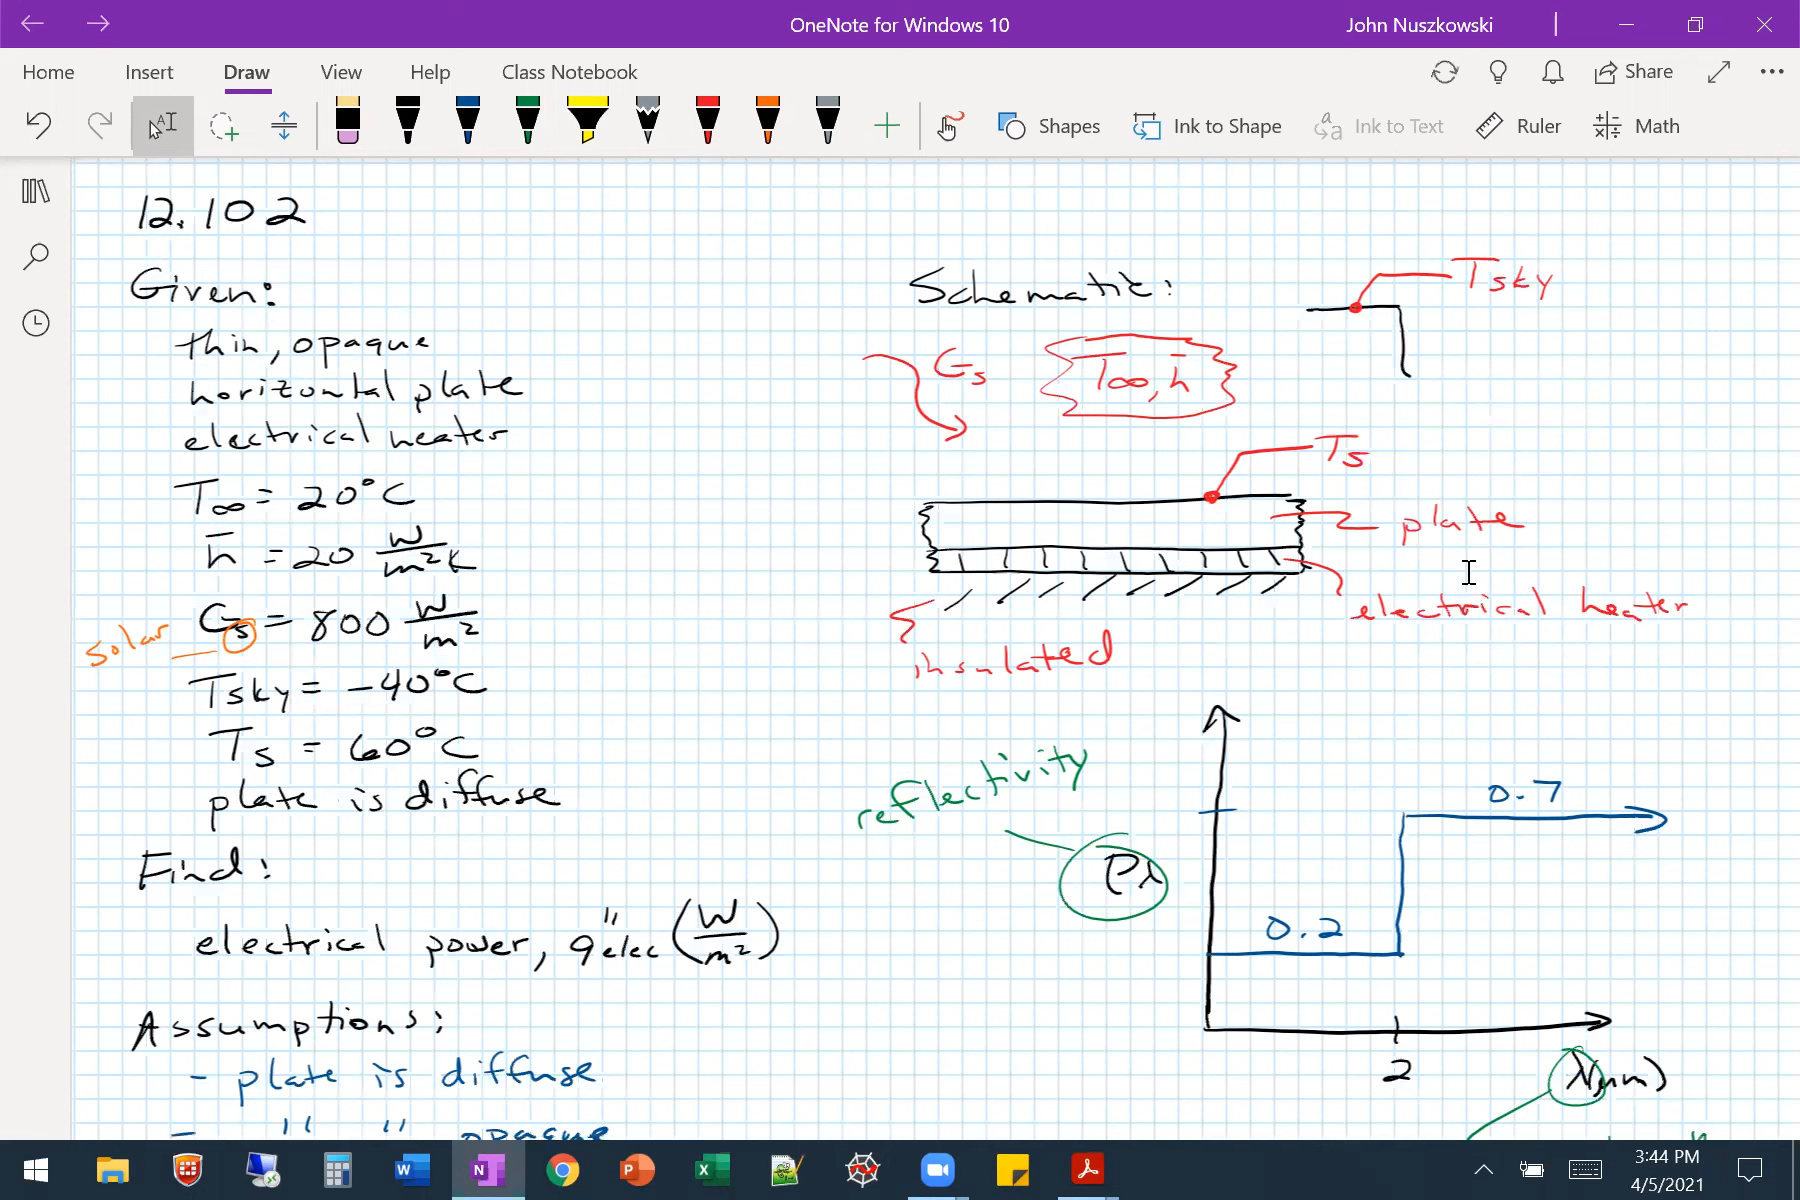 OneNote for Windows 10
John Nuszkowski
Home Insert Draw View Help Class Notebook
Share
Shapes Ink to Shape Ink to Text Ruler Math
12.102
Given:
thin, opaque
horizontal plate
electrical heater
T∞ = 20°C
h̄ = 20 W/m²K
solar
Gs = 800 W/m²
Tsky = -40°C
Ts = 60°C
plate is diffuse
Find:
electrical power, q"elec (W/m²)
Assumptions:
- plate is diffuse
- " " opaque
Schematic:
Tsky
Gs
T∞, h̄
Ts
plate
electrical heater
insulated
reflectivity
ρλ
0.7
0.2
2
λ(μm)
3:44 PM
4/5/2021